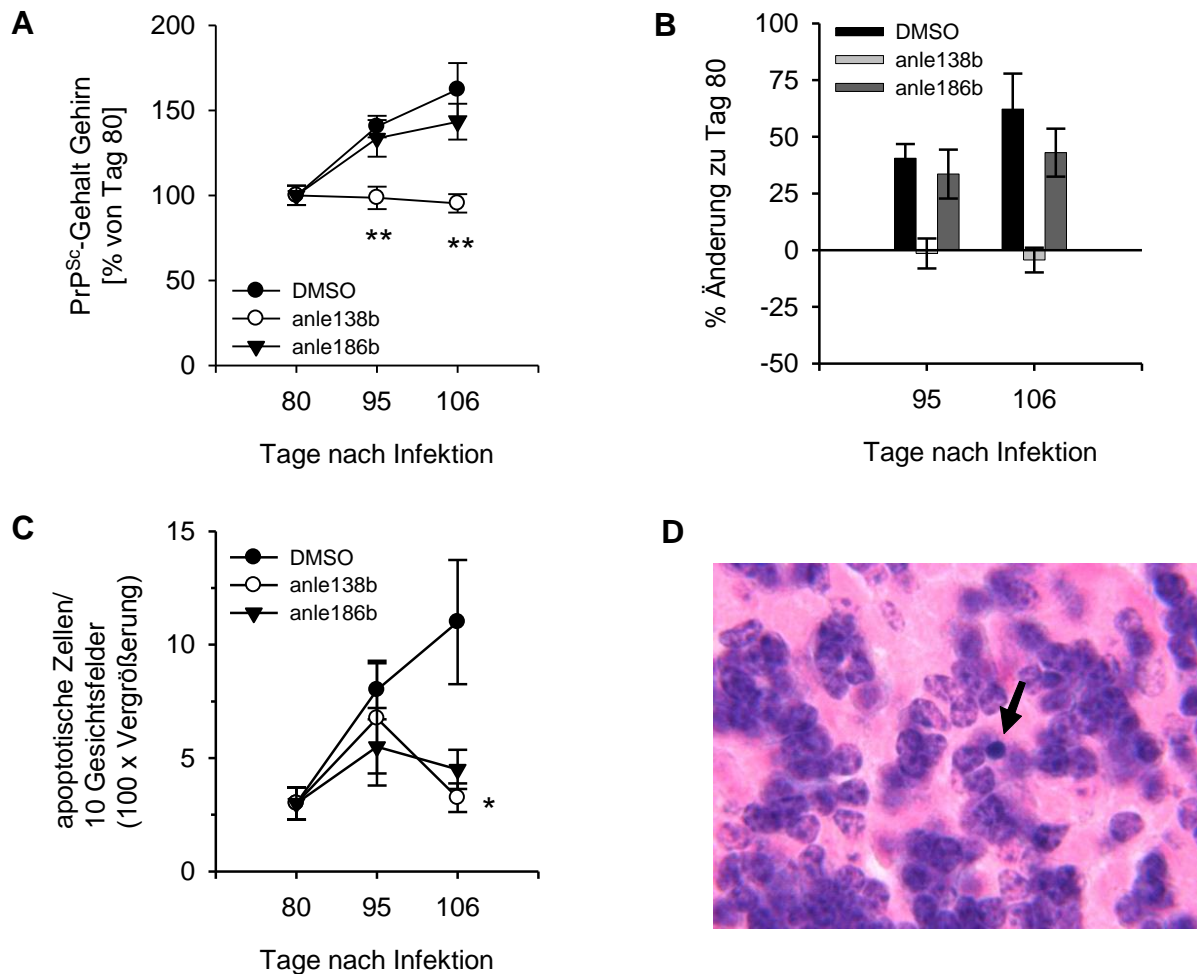 A
PrP^Sc-Gehalt Gehirn
[% von Tag 80]
200
150
100
50
0
**
**
DMSO
anle138b
anle186b
80
95
106
Tage nach Infektion
B
% Änderung zu Tag 80
100
75
50
25
0
-25
-50
DMSO
anle138b
anle186b
95
106
Tage nach Infektion
C
apoptotische Zellen/
10 Gesichtsfelder
(100 x Vergrößerung)
15
10
5
0
DMSO
anle138b
anle186b
*
80
95
106
Tage nach Infektion
D